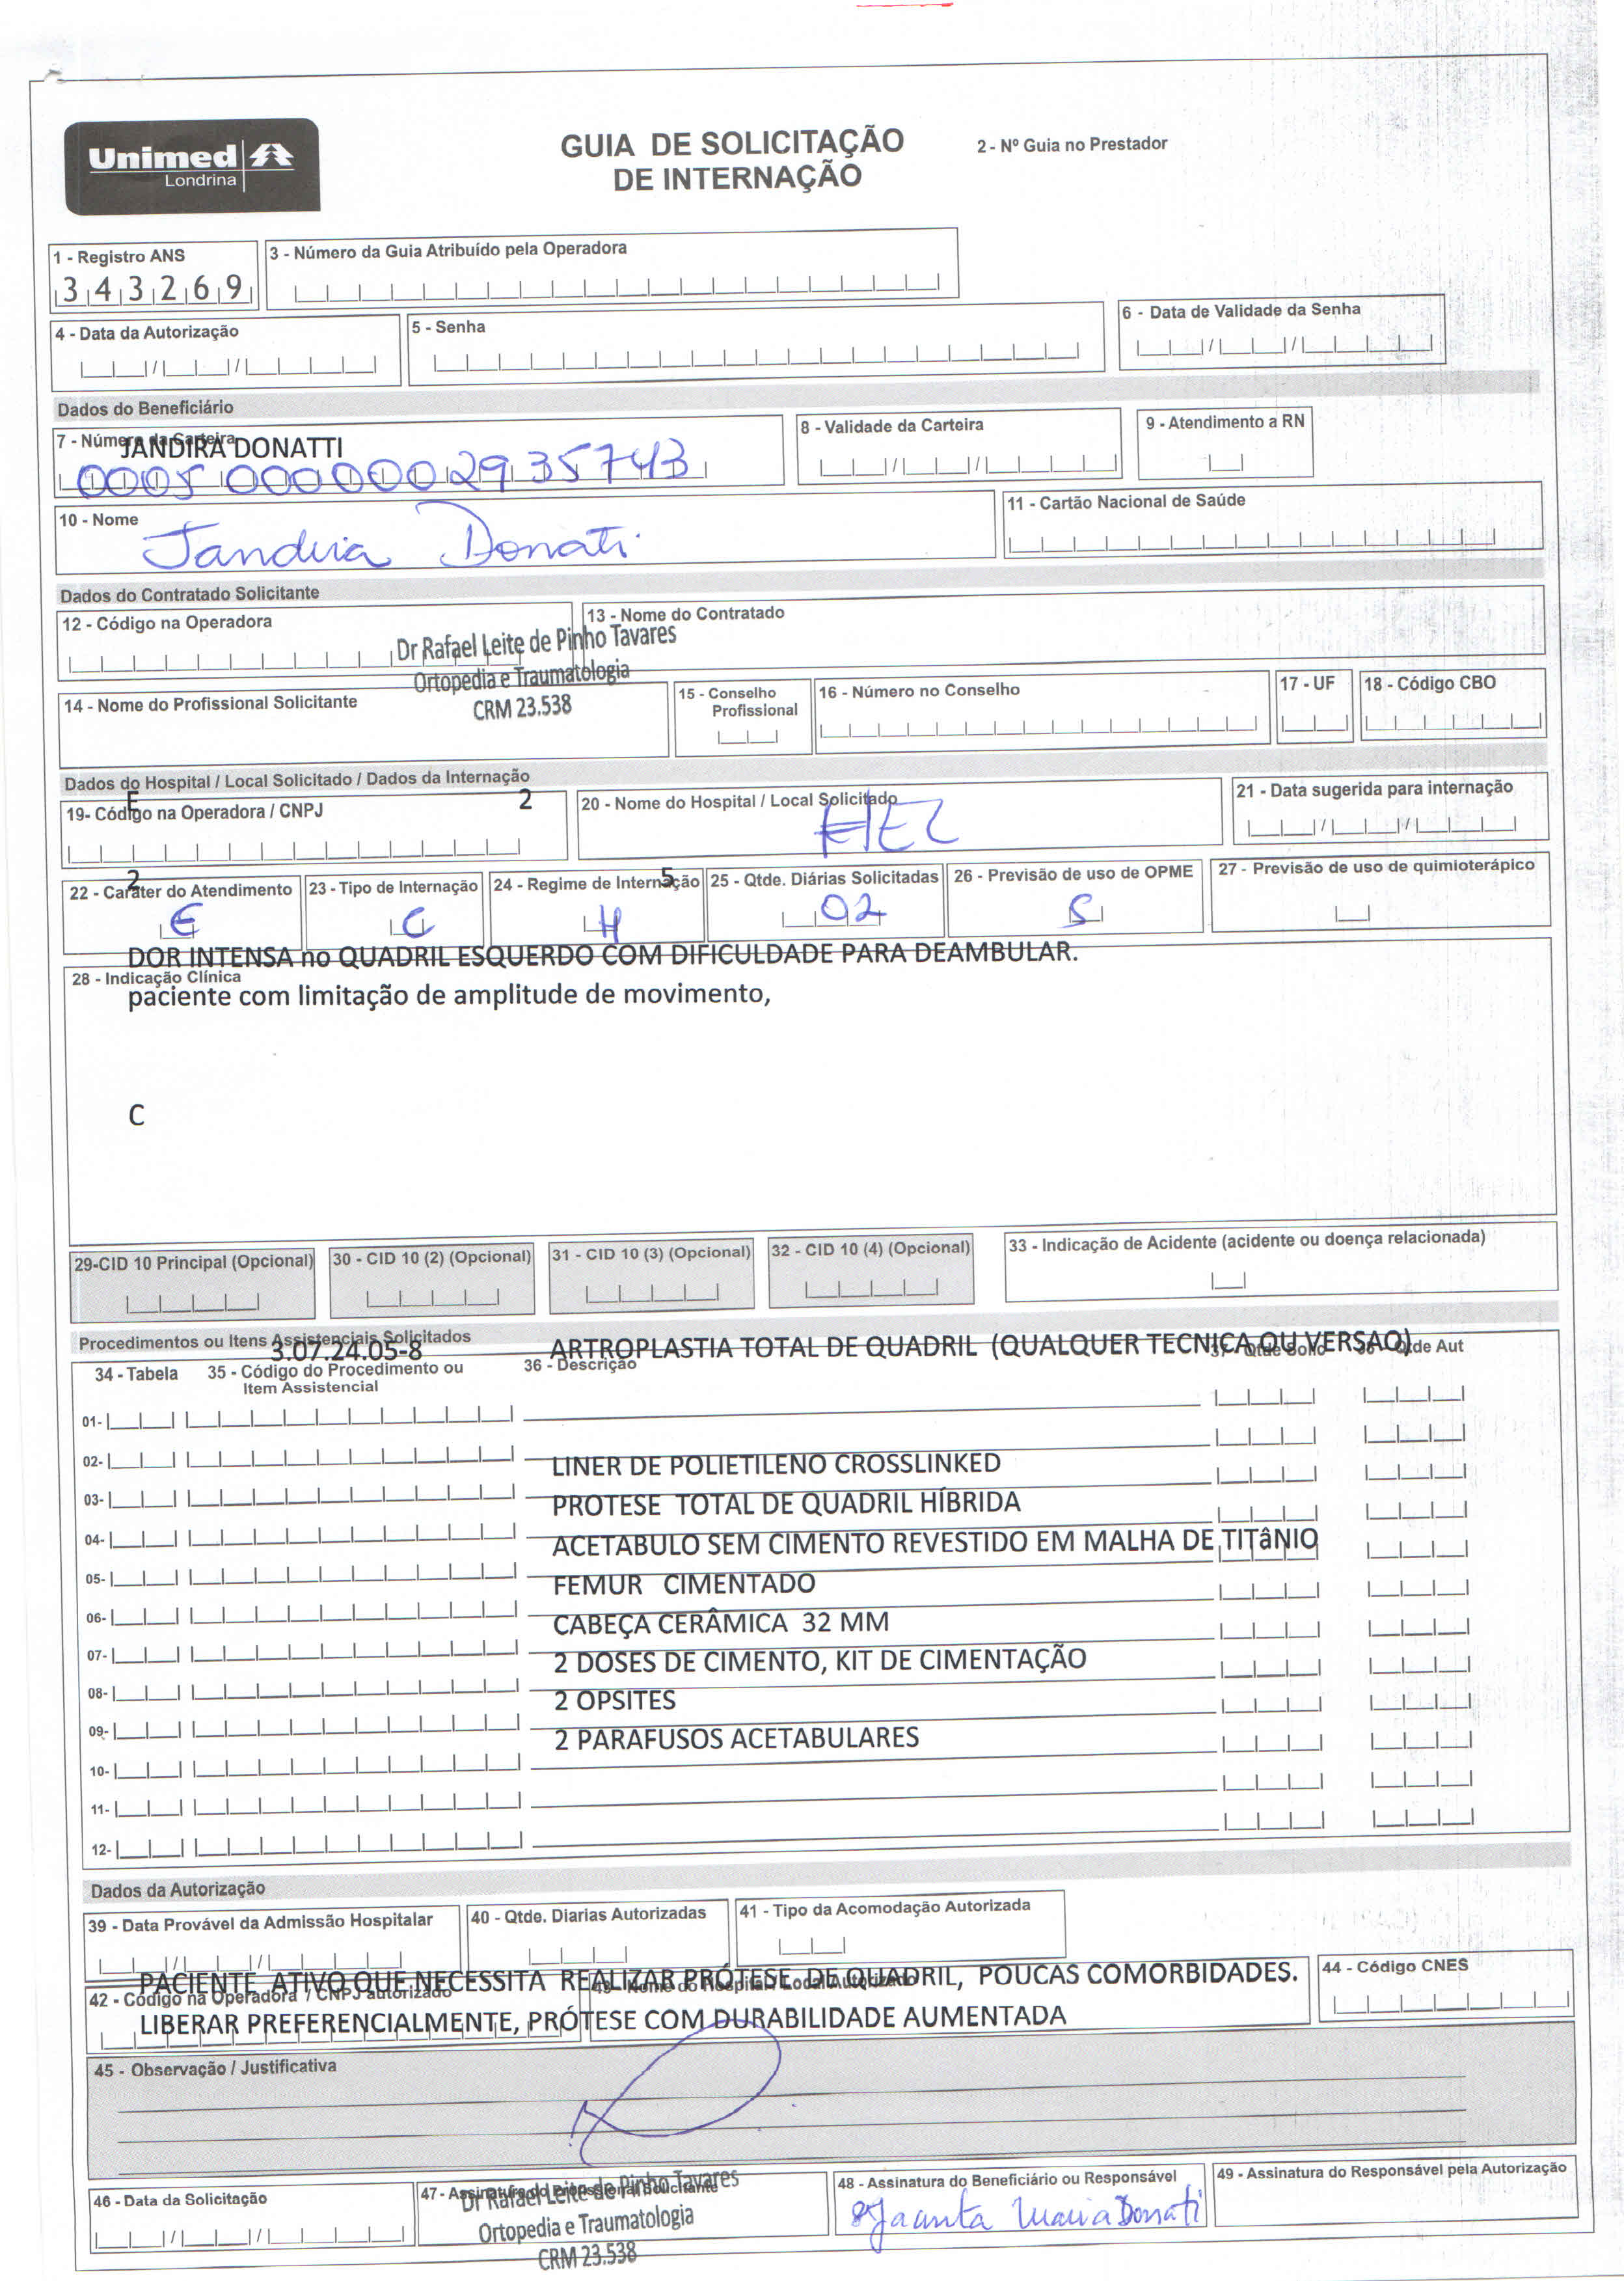 Unimed
Londrina
GUIA DE SOLICITAÇÃO
DE INTERNAÇÃO
2 - Nº Guia no Prestador
1 - Registro ANS
343269
3 - Número da Guia Atribuído pela Operadora
4 - Data da Autorização
5 - Senha
6 - Data de Validade da Senha
Dados do Beneficiário
7 - Número da Carteira
JANDIRA DONATTI
00050000002935743
8 - Validade da Carteira
9 - Atendimento a RN
10 - Nome
Jandira Donati
11 - Cartão Nacional de Saúde
Dados do Contratado Solicitante
12 - Código na Operadora
13 - Nome do Contratado
Dr Rafael Leite de Pinho Tavares
Ortopedia e Traumatologia
CRM 23.538
14 - Nome do Profissional Solicitante
15 - Conselho
Profissional
16 - Número no Conselho
17 - UF
18 - Código CBO
Dados do Hospital / Local Solicitado / Dados da Internação
E
2
19- Código na Operadora / CNPJ
20 - Nome do Hospital / Local Solicitado
21 - Data sugerida para internação
2
5
22 - Caráter do Atendimento
E
23 - Tipo de Internação
C
24 - Regime de Internação
H
25 - Qtde. Diárias Solicitadas
02
26 - Previsão de uso de OPME
S
27 - Previsão de uso de quimioterápico
DOR INTENSA no QUADRIL ESQUERDO COM DIFICULDADE PARA DEAMBULAR.
28 - Indicação Clínica
paciente com limitação de amplitude de movimento,
C
29-CID 10 Principal (Opcional)
30 - CID 10 (2) (Opcional)
31 - CID 10 (3) (Opcional)
32 - CID 10 (4) (Opcional)
33 - Indicação de Acidente (acidente ou doença relacionada)
Procedimentos ou Itens Assistenciais Solicitados
3.07.24.05-8
ARTROPLASTIA TOTAL DE QUADRIL (QUALQUER TECNICA OU VERSAO)
34 - Tabela
35 - Código do Procedimento ou
Item Assistencial
36 - Descrição
37 - Qtde Solic
38 - Qtde Aut
01-
02-
LINER DE POLIETILENO CROSSLINKED
03-
PROTESE TOTAL DE QUADRIL HÍBRIDA
04-
ACETABULO SEM CIMENTO REVESTIDO EM MALHA DE TITâNIO
05-
FEMUR CIMENTADO
06-
CABEÇA CERÂMICA 32 MM
07-
2 DOSES DE CIMENTO, KIT DE CIMENTAÇÃO
08-
2 OPSITES
09-
2 PARAFUSOS ACETABULARES
10-
11-
12-
Dados da Autorização
39 - Data Provável da Admissão Hospitalar
40 - Qtde. Diarias Autorizadas
41 - Tipo da Acomodação Autorizada
PACIENTE ATIVO QUE NECESSITA REALIZAR PRÓTESE DE QUADRIL, POUCAS COMORBIDADES.
42 - Código na Operadora / CNPJ autorizado
43 - Nome do Hospital / Local Autorizado
44 - Código CNES
LIBERAR PREFERENCIALMENTE, PRÓTESE COM DURABILIDADE AUMENTADA
45 - Observação / Justificativa
46 - Data da Solicitação
47 - Assinatura do Profissional Solicitante
Dr Rafael Leite de Pinho Tavares
Ortopedia e Traumatologia
CRM 23.538
48 - Assinatura do Beneficiário ou Responsável
Jacinta Maria Donati
49 - Assinatura do Responsável pela Autorização